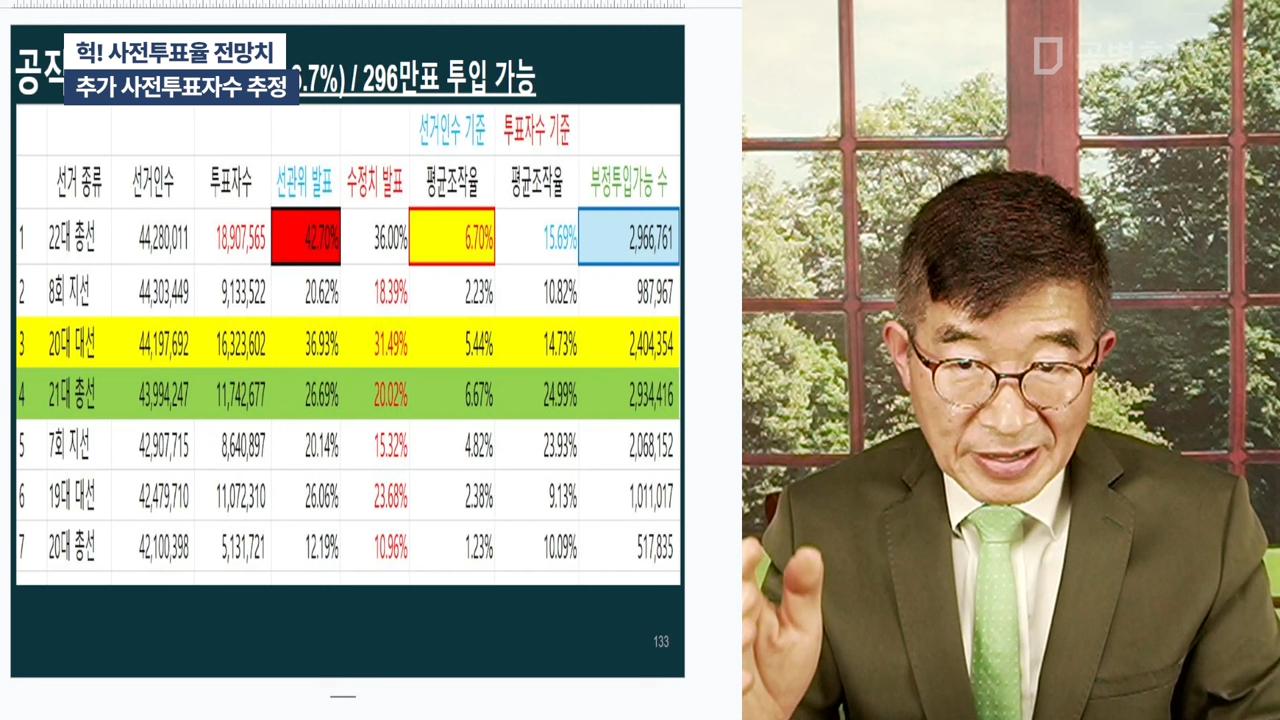 헉! 사전투표율 전망치
추가 사전투표자수 추정
공직 .7%) / 296만표 투입 가능
선거인수 기준 투표자수 기준
선거 종류 선거인수 투표자수 선관위 발표 수정치 발표 평균조작율 평균조작율 부정투입가능 수
1 22대 총선 44,280,011 18,907,565 42.70% 36.00% 6.70% 15.69% 2,966,761
2 8회 지선 44,303,449 9,133,522 20.62% 18.39% 2.23% 10.82% 987,967
3 20대 대선 44,197,692 16,323,602 36.93% 31.49% 5.44% 14.73% 2,404,354
4 21대 총선 43,994,247 11,742,677 26.69% 20.02% 6.67% 24.99% 2,934,416
5 7회 지선 42,907,715 8,640,897 20.14% 15.32% 4.82% 23.93% 2,068,152
6 19대 대선 42,479,710 11,072,310 26.06% 23.68% 2.38% 9.13% 1,011,017
7 20대 총선 42,100,398 5,131,721 12.19% 10.96% 1.23% 10.09% 517,835
133